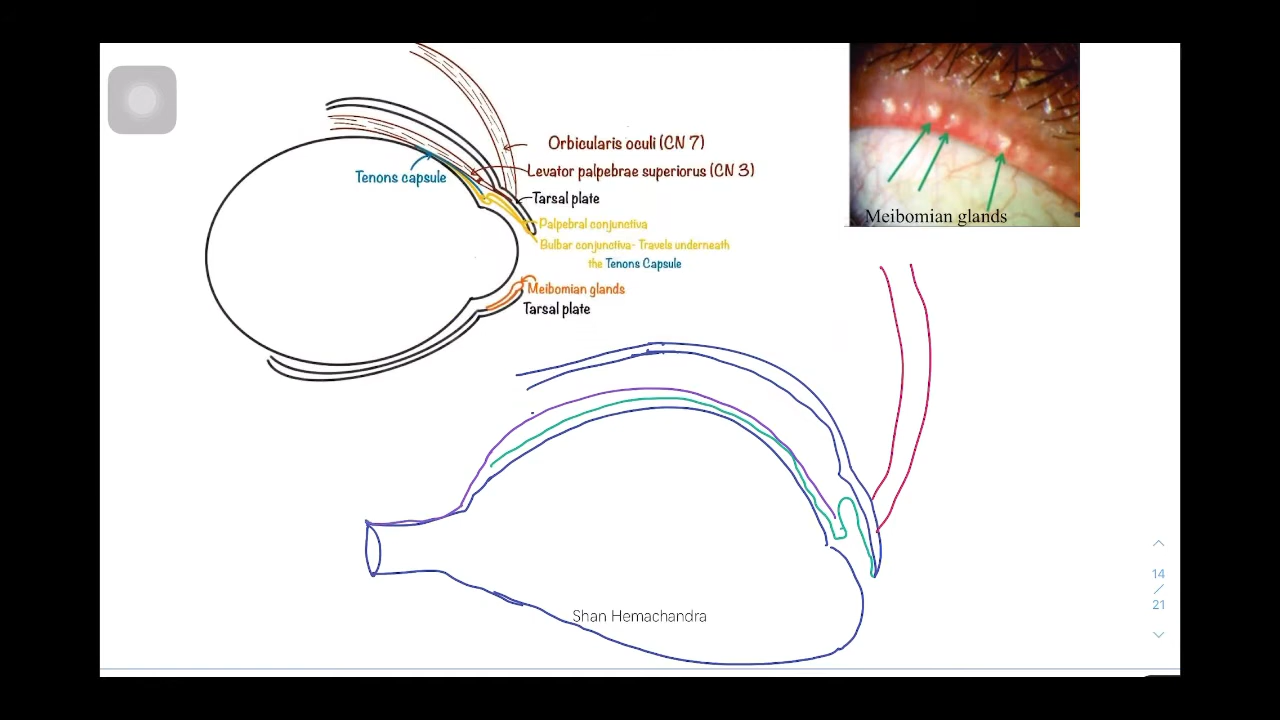 Orbicularis oculi (CN 7)
Levator palpebrae superiorus (CN 3)
Tenons capsule
Tarsal plate
Palpebral conjunctiva
Bulbar conjunctiva- Travels underneath
the Tenons Capsule
Meibomian glands
Tarsal plate
Meibomian glands
Shan Hemachandra
14
/
21